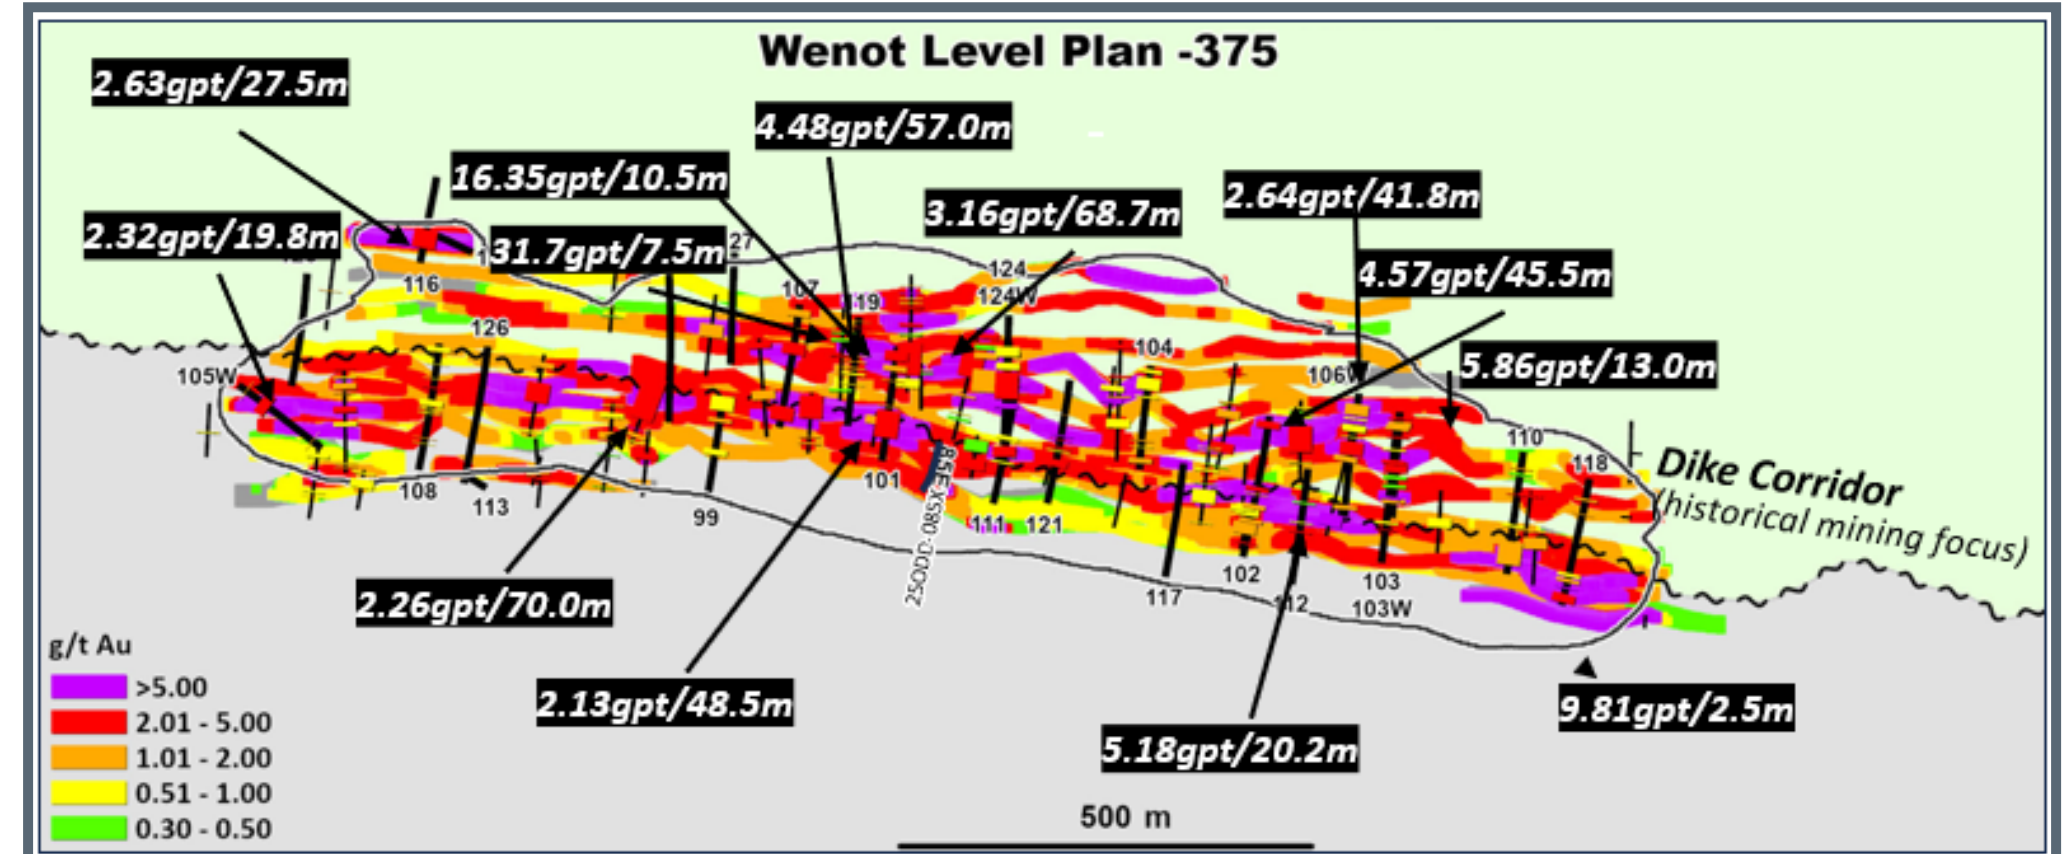 Wenot Level Plan -375
2.63gpt/27.5m
4.48gpt/57.0m
16.35gpt/10.5m
3.16gpt/68.7m
2.64gpt/41.8m
2.32gpt/19.8m
31.7gpt/7.5m
27
4.57gpt/45.5m
124
116
107
119
124W
126
104
105W
106W
5.86gpt/13.0m
110
118
Dike Corridor
(historical mining focus)
108
113
101
99
111
121
102
103
117
112
103W
2.26gpt/70.0m
2.13gpt/48.5m
5.18gpt/20.2m
9.81gpt/2.5m
g/t Au
>5.00
2.01 - 5.00
1.01 - 2.00
0.51 - 1.00
0.30 - 0.50
500 m